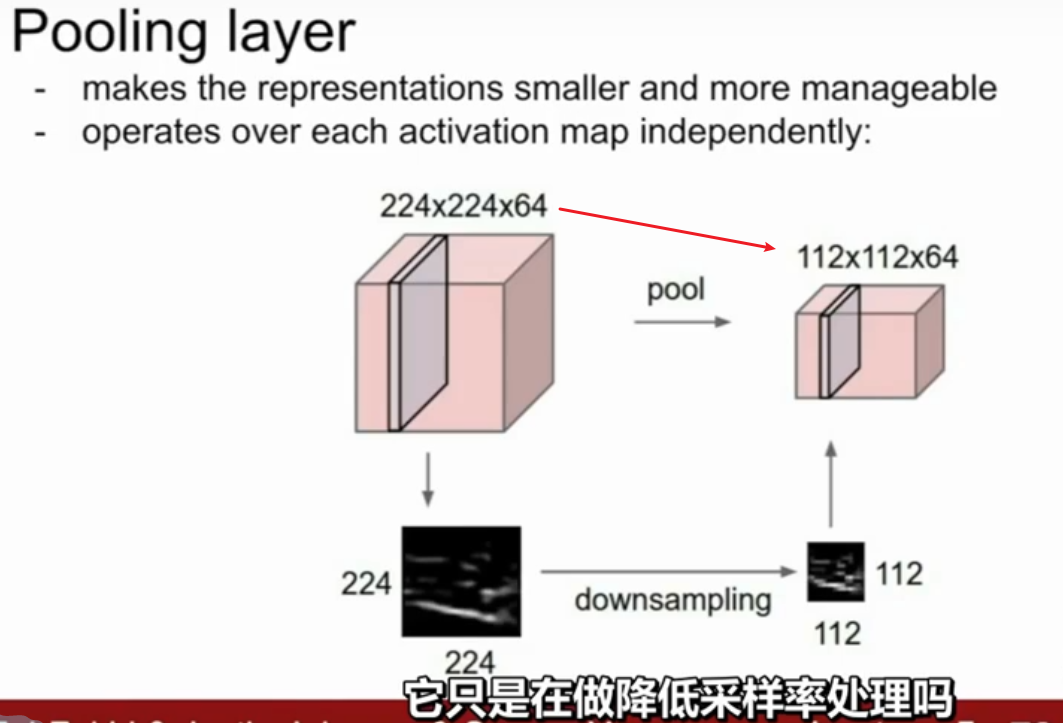 Pooling layer
- makes the representations smaller and more manageable
- operates over each activation map independently:
224x224x64
112x112x64
pool
224
downsampling
112
112
224
它只是在做降低采样率处理吗